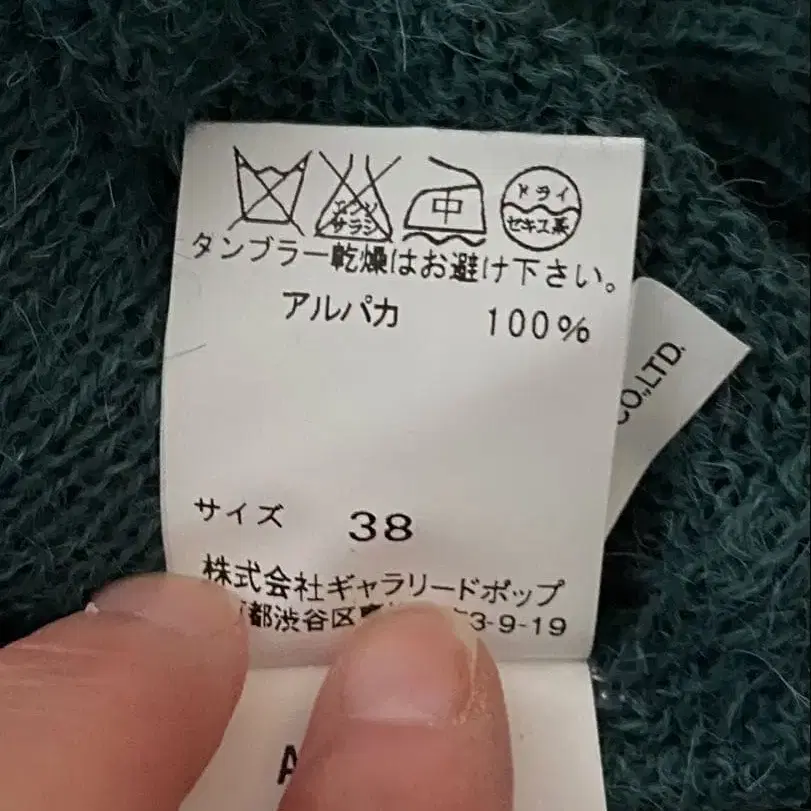 エンソ
サラシ
中
ドライ
セキユ系
タンブラー乾燥はお避け下さい。
アルパカ 100%
サイズ 38
株式会社ギャラリードポップ
都渋谷区 3-9-19
CO.,LTD.
A